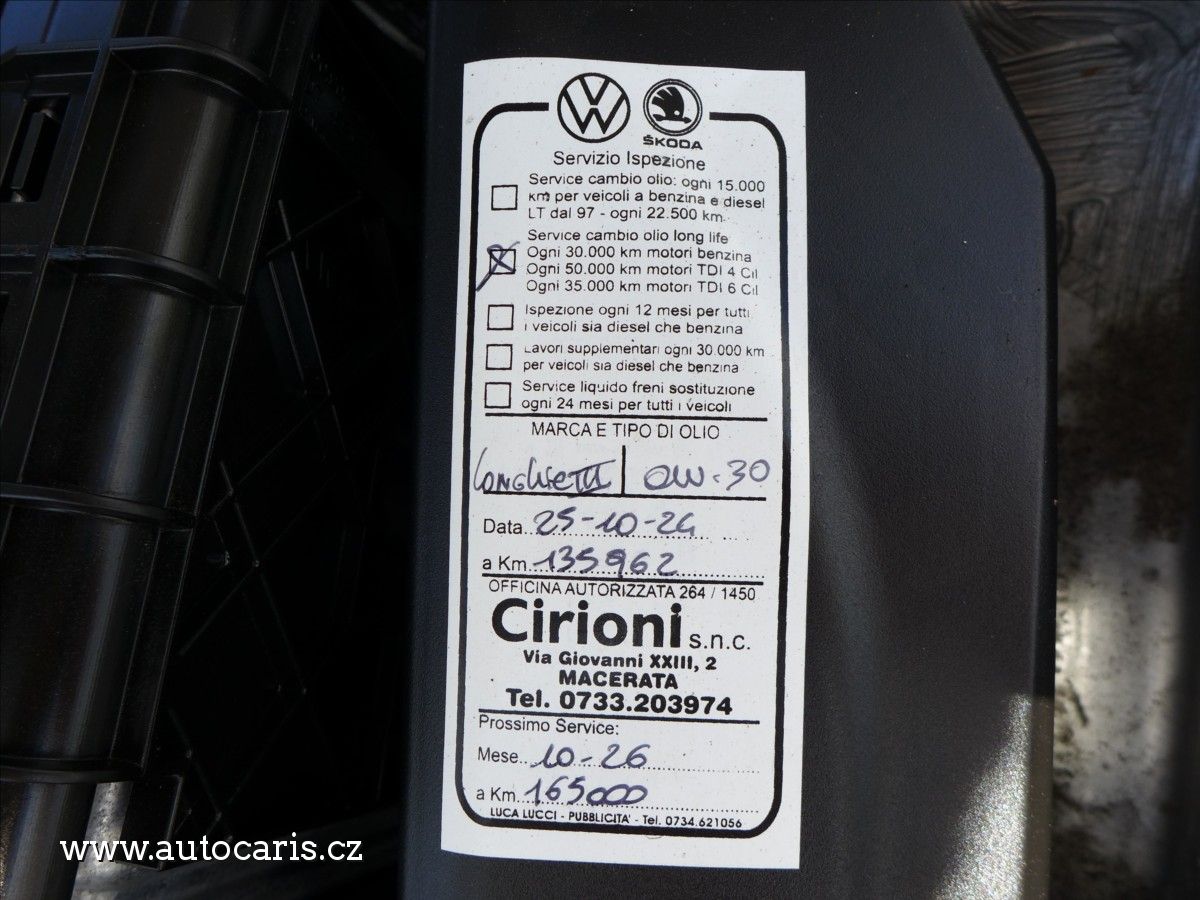 ŠKODA
Servizio Ispezione
Service cambio olio: ogni 15.000
km per veicoli a benzina e diesel
LT dal 97 - ogni 22.500 km.
Service cambio olio long life
Ogni 30.000 km motori benzina
Ogni 50.000 km motori TDI 4 Cil
Ogni 35.000 km motori TDI 6 Cil
Ispezione ogni 12 mesi per tutti
i veicoli sia diesel che benzina
Lavori supplementari ogni 30.000 km
per veicoli sia diesel che benzina
Service liquido freni sostituzione
ogni 24 mesi per tutti i veicoli
MARCA E TIPO DI OLIO
0W-30
Data 25-10-24
a Km 135962
OFFICINA AUTORIZZATA 264 / 1450
Cirioni s.n.c.
Via Giovanni XXIII, 2
MACERATA
Tel. 0733.203974
Prossimo Service:
Mese 10-26
a Km 165000
LUCA LUCCI - PUBBLICITA' - Tel. 0734.621056
www.autocaris.cz